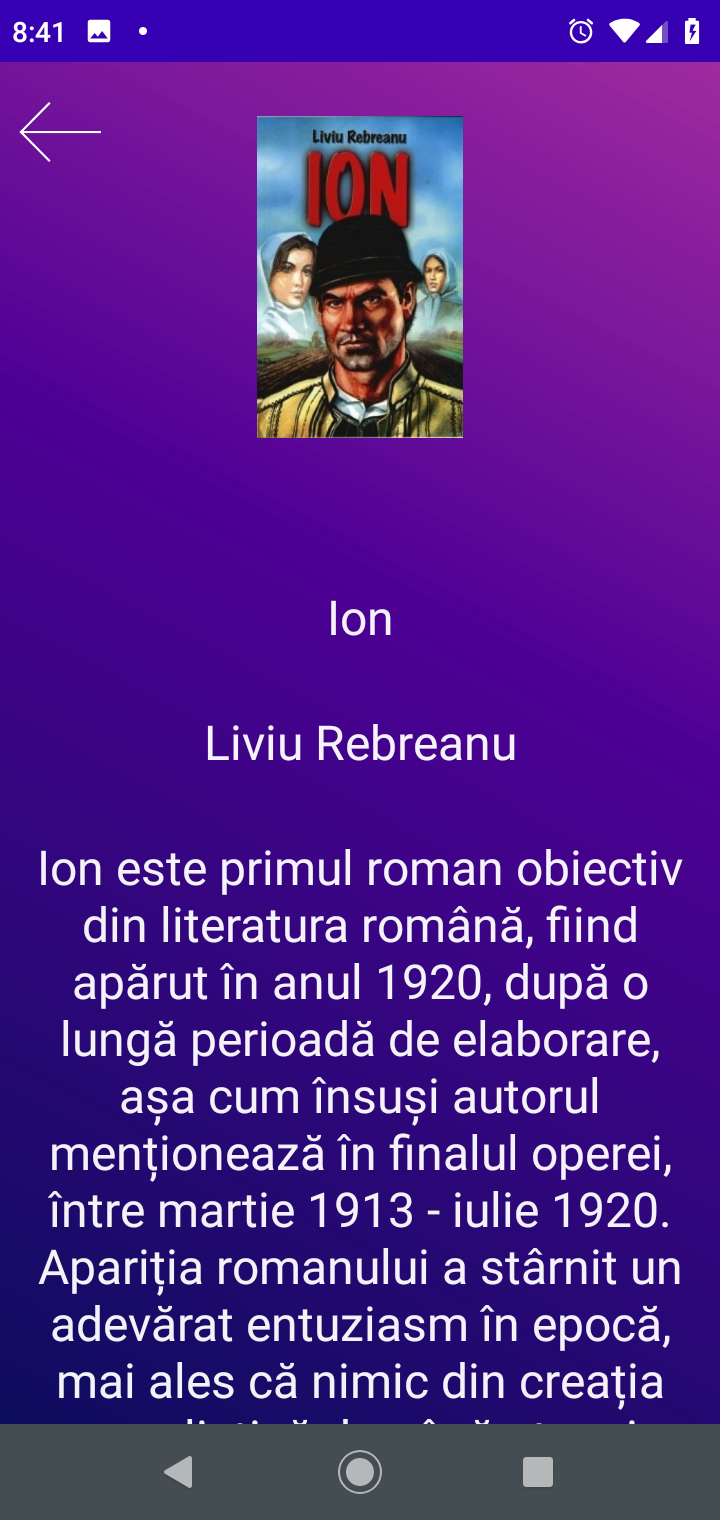 8:41
Liviu Rebreanu
ION
Ion
Liviu Rebreanu
Ion este primul roman obiectiv
din literatura română, fiind
apărut în anul 1920, după o
lungă perioadă de elaborare,
așa cum însuși autorul
menționează în finalul operei,
între martie 1913 - iulie 1920.
Apariția romanului a stârnit un
adevărat entuziasm în epocă,
mai ales că nimic din creația